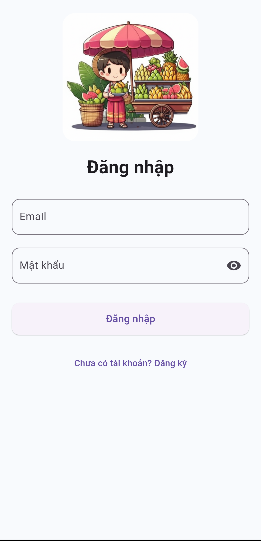 Đăng nhập
Email
Mật khẩu
Đăng nhập
Chưa có tài khoản? Đăng ký